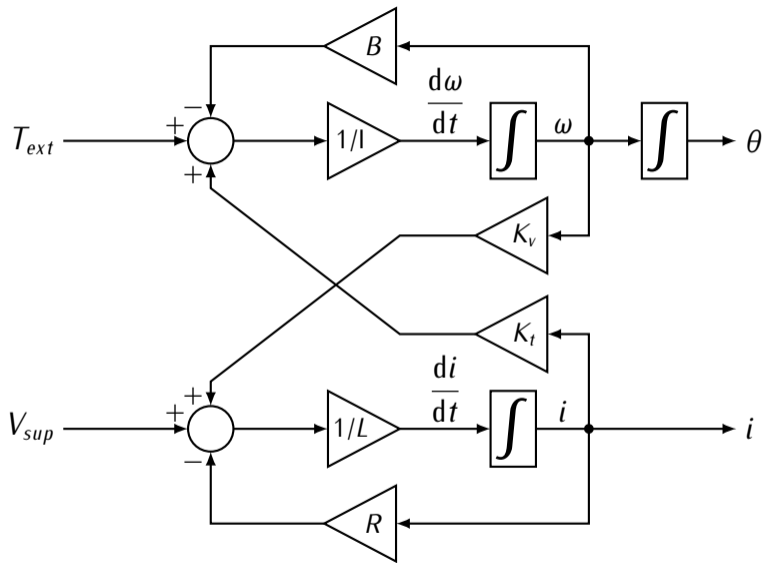 B
dω
dt
−
+
T_ext
1/I
∫
ω
∫
θ
+
K_v
K_t
di
dt
+
+
V_sup
1/L
∫
i
i
−
R